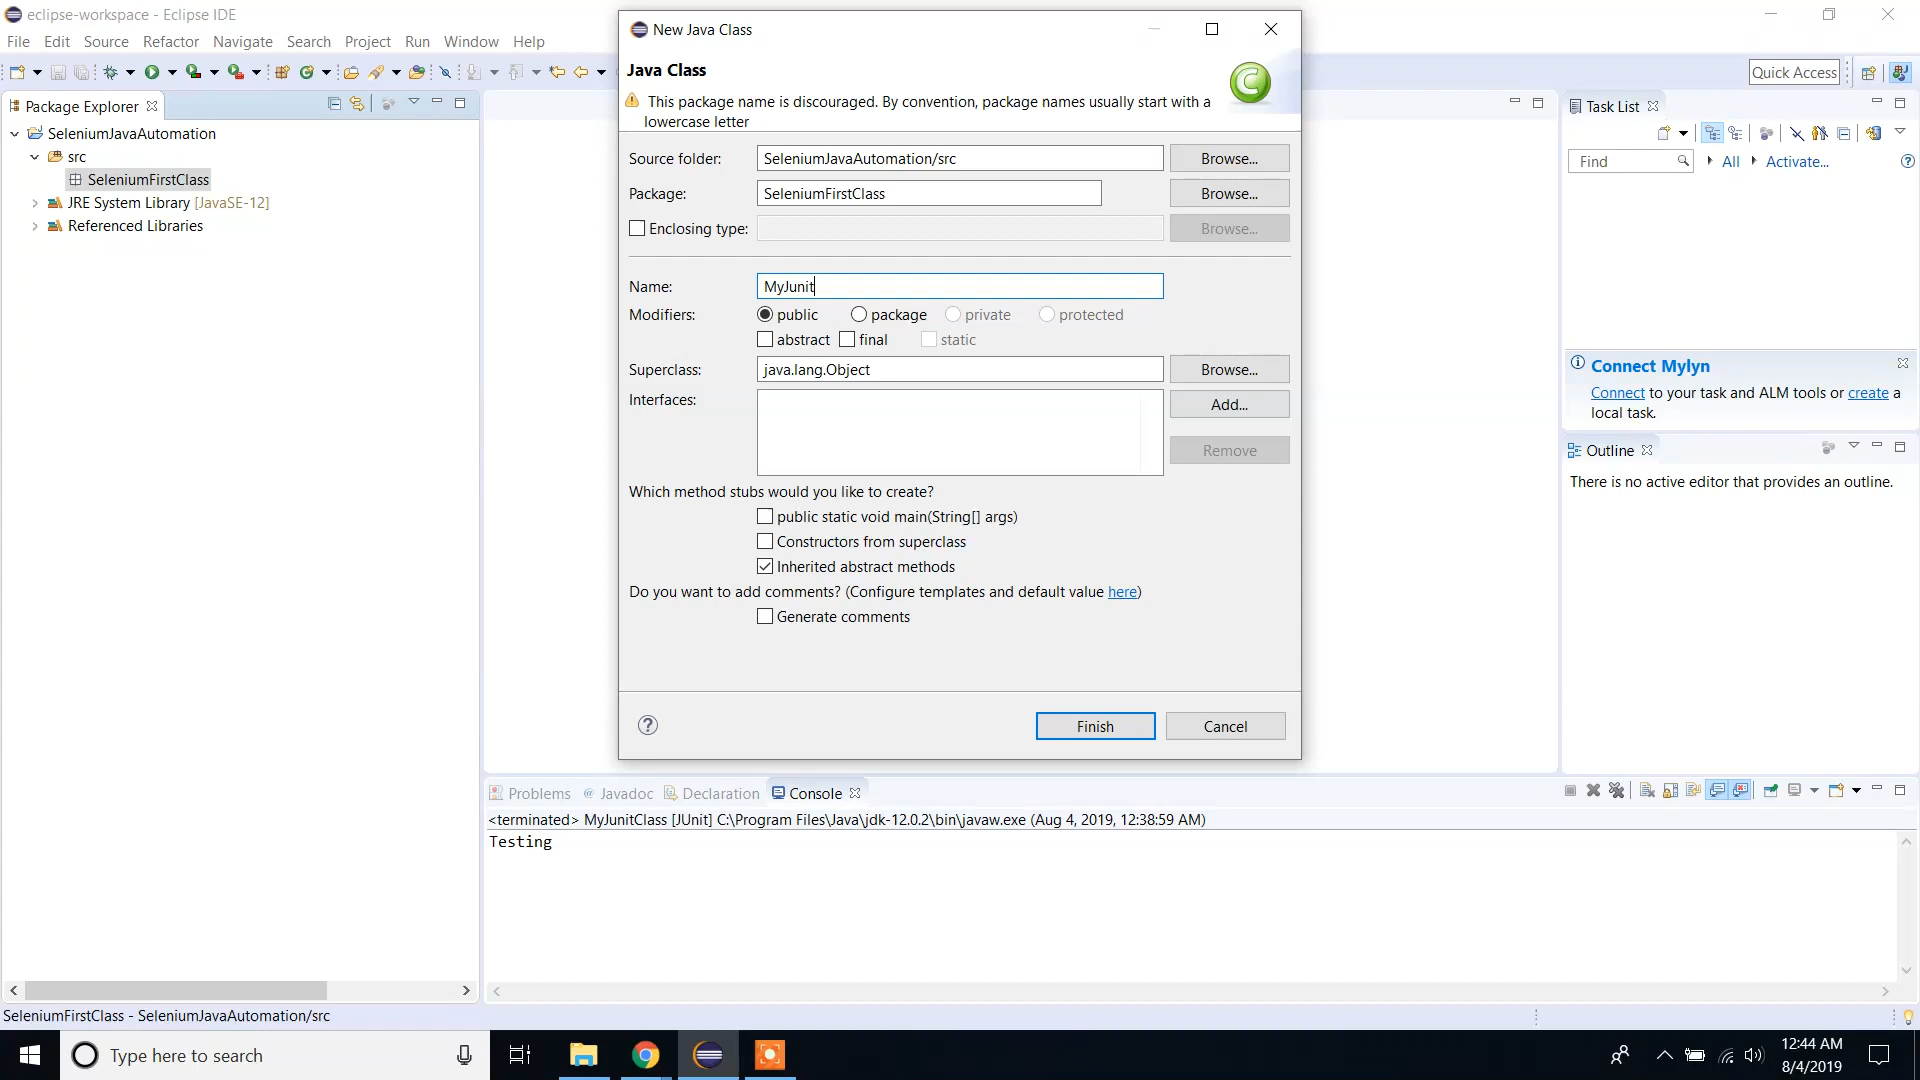 eclipse-workspace - Eclipse IDE
File Edit Source Refactor Navigate Search Project Run Window Help
Quick Access
Package Explorer
SeleniumJavaAutomation
src
SeleniumFirstClass
JRE System Library [JavaSE-12]
Referenced Libraries
New Java Class
Java Class
This package name is discouraged. By convention, package names usually start with a
lowercase letter
Source folder: SeleniumJavaAutomation/src Browse...
Package: SeleniumFirstClass Browse...
Enclosing type: Browse...
Name: MyJunit
Modifiers: public package private protected
abstract final static
Superclass: java.lang.Object Browse...
Interfaces: Add...
Remove
Which method stubs would you like to create?
public static void main(String[] args)
Constructors from superclass
Inherited abstract methods
Do you want to add comments? (Configure templates and default value here)
Generate comments
Finish Cancel
Task List
Find All Activate...
Connect Mylyn
Connect to your task and ALM tools or create a
local task.
Outline
There is no active editor that provides an outline.
Problems Javadoc Declaration Console
<terminated> MyJunitClass [JUnit] C:\Program Files\Java\jdk-12.0.2\bin\javaw.exe (Aug 4, 2019, 12:38:59 AM)
Testing
SeleniumFirstClass - SeleniumJavaAutomation/src
Type here to search
12:44 AM
8/4/2019